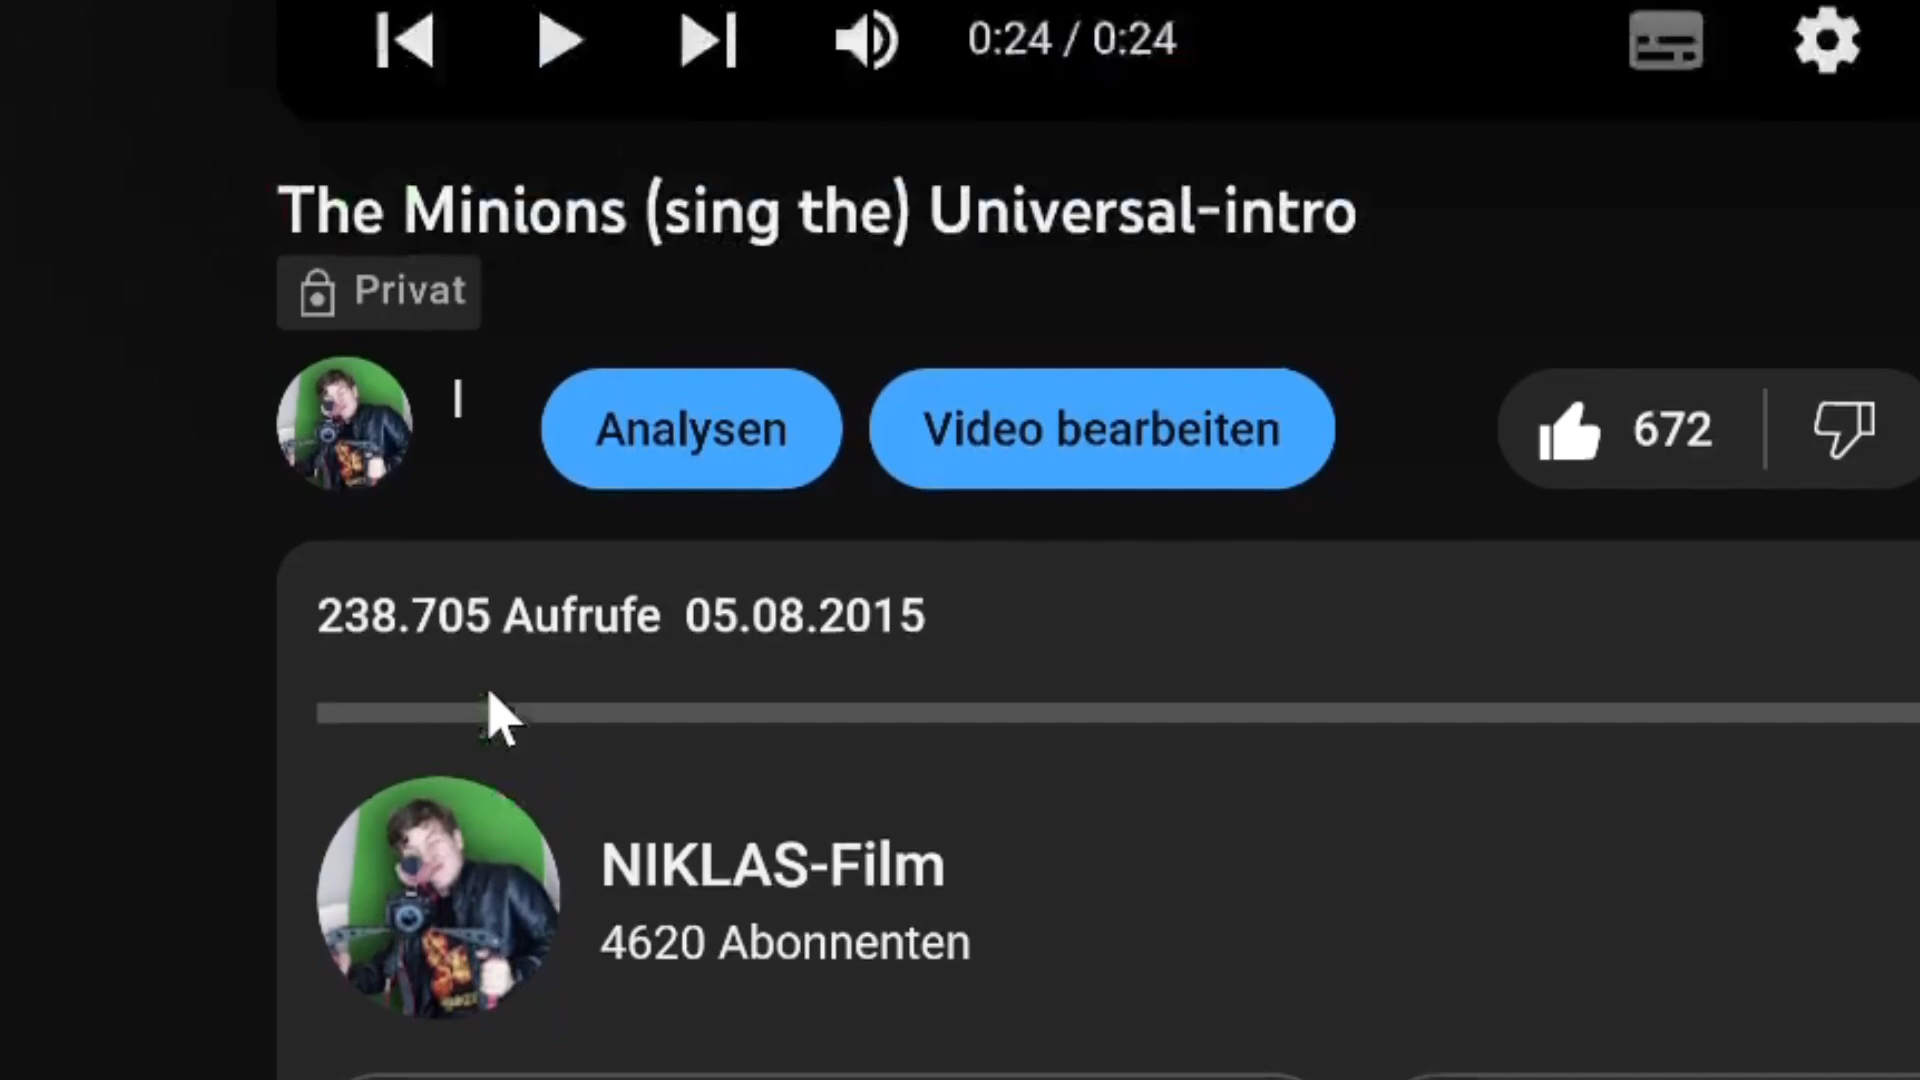 0:24 / 0:24
The Minions (sing the) Universal-intro
Privat
Analysen
Video bearbeiten
672
238.705 Aufrufe 05.08.2015
NIKLAS-Film
4620 Abonnenten